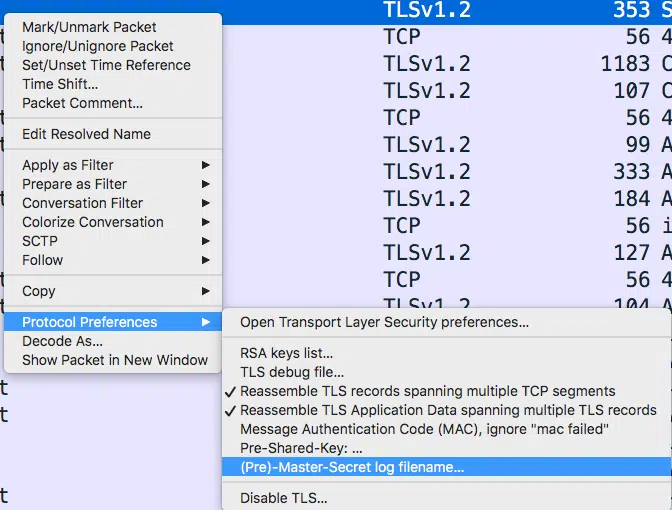 TLSv1.2 353 S
Mark/Unmark Packet
Ignore/Unignore Packet
TCP 56 4
Set/Unset Time Reference
TLSv1.2 1183 C
Time Shift...
TLSv1.2 107 C
Packet Comment...
TCP 56 4
Edit Resolved Name
TLSv1.2 99 A
Apply as Filter
TLSv1.2 333 A
Prepare as Filter
Conversation Filter
TLSv1.2 184 A
Colorize Conversation
TCP 56 i
SCTP
TLSv1.2 127 A
Follow
TCP 56 4
Copy
TLSv1.2 104 A
Protocol Preferences
Open Transport Layer Security preferences...
Decode As...
Show Packet in New Window
RSA keys list...
TLS debug file...
✓ Reassemble TLS records spanning multiple TCP segments
✓ Reassemble TLS Application Data spanning multiple TLS records
Message Authentication Code (MAC), ignore "mac failed"
Pre-Shared-Key: ...
(Pre)-Master-Secret log filename...
Disable TLS...